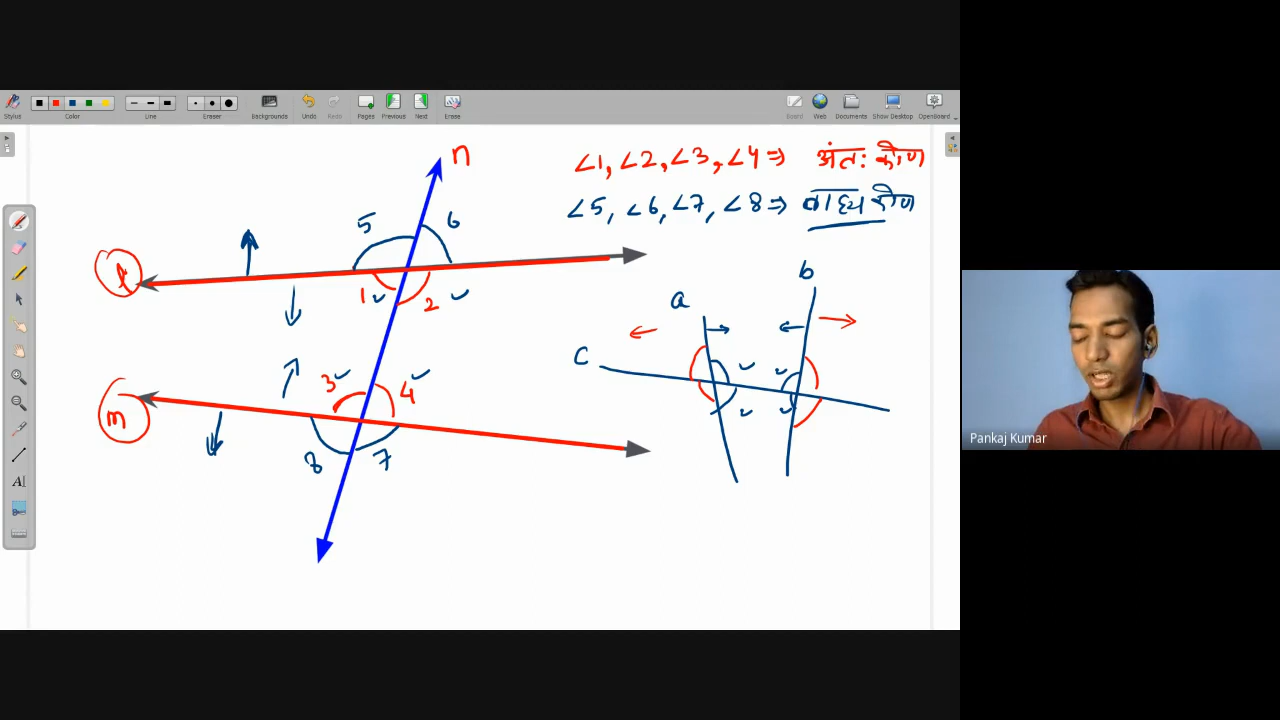 Stylus Color Line Eraser Backgrounds Undo Redo Pages Previous Next Erase Board Web Documents Show Desktop OpenBoard
n
∠1, ∠2, ∠3, ∠4 ⇒ अंतः कोण
∠5, ∠6, ∠7, ∠8 ⇒ बाह्य कोण
5 6
l
1 2
a b
c
3 4
m
8 7
Pankaj Kumar